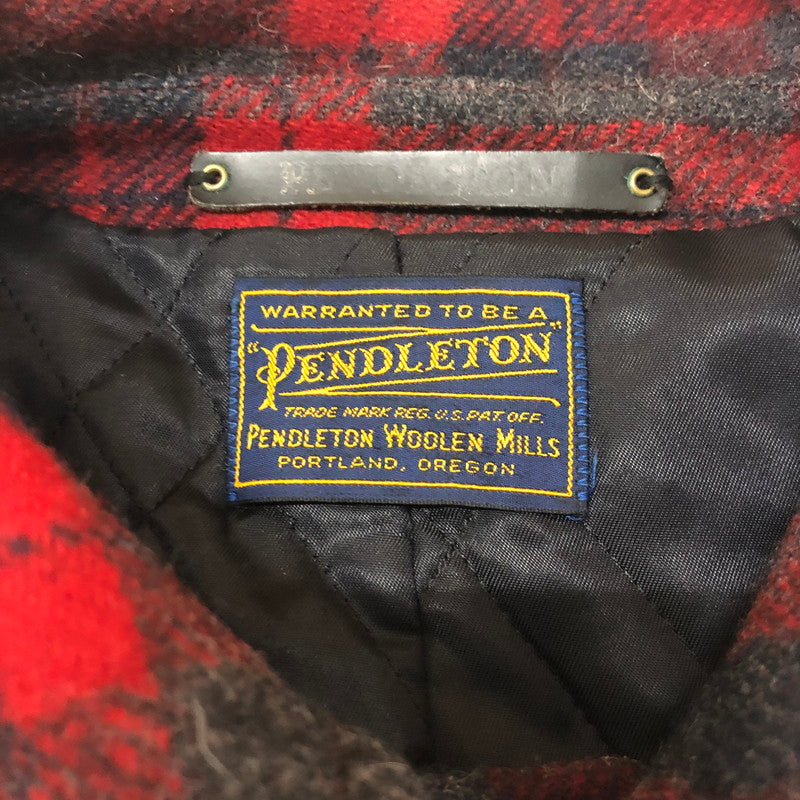 WARRANTED TO BE A
"PENDLETON"
TRADE MARK REG. U.S. PAT. OFF.
PENDLETON WOOLEN MILLS
PORTLAND, OREGON